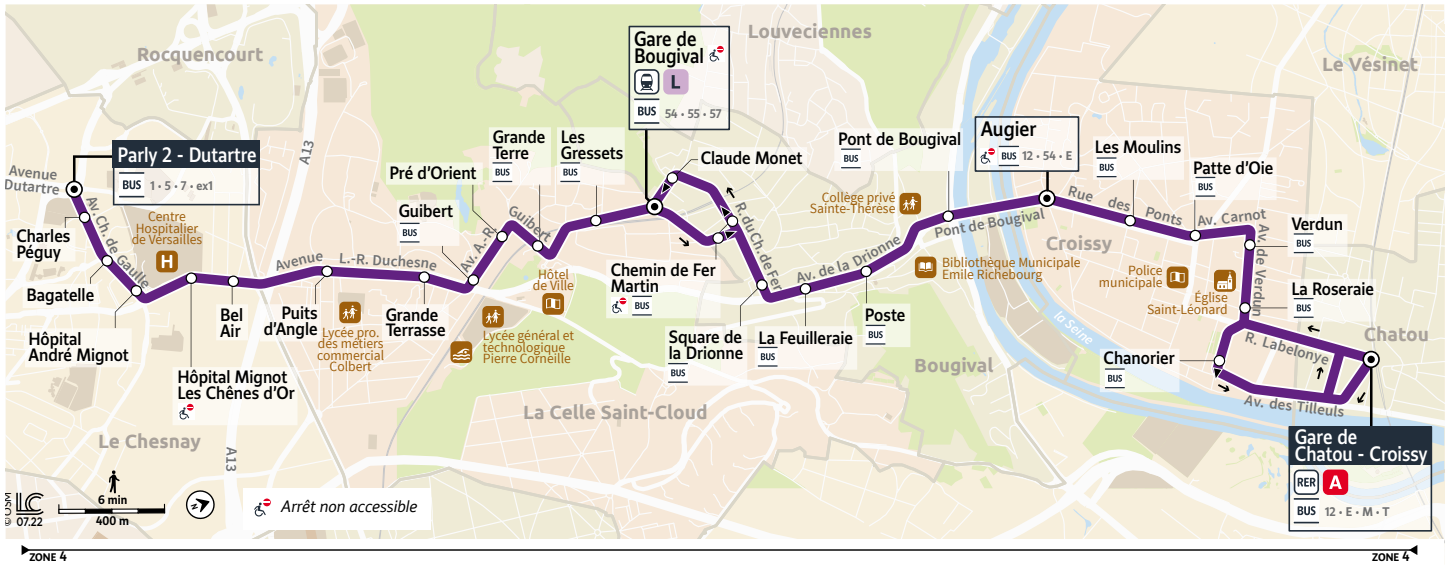 Rocquencourt
Louveciennes
Le Vésinet
A13
Gare de
Bougival
L
BUS 54 • 55 • 57
Parly 2 - Dutartre
BUS 1 • 5 • 7 • ex1
Avenue
Dutartre
Av. Ch. de Gaulle
Charles
Péguy
Bagatelle
Hôpital
André Mignot
Centre
Hospitalier
de Versailles
H
Hôpital Mignot
Les Chênes d'Or
Bel
Air
Avenue
L.-R. Duchesne
Puits
d'Angle
Lycée pro.
des métiers
commercial
Colbert
Grande
Terrasse
Guibert
BUS
Pré d'Orient
Av. A.-R.
Guibert
Grande
Terre
BUS
Les
Gressets
BUS
Hôtel
de Ville
Lycée général et
technologique
Pierre Corneille
Claude Monet
R. du Ch. de Fer
Chemin de Fer
Martin
BUS
Square de
la Drionne
BUS
La Feuilleraie
BUS
Av. de la Drionne
Poste
BUS
Pont de Bougival
BUS
Collège privé
Sainte-Thérèse
Pont de Bougival
Bibliothèque Municipale
Emile Richebourg
Augier
BUS 12 • 54 • E
Les Moulins
BUS
Rue des Ponts
Patte d'Oie
BUS
Av. Carnot
Verdun
BUS
Av. de Verdun
Croissy
Police
municipale
Église
Saint-Léonard
La Roseraie
BUS
Chatou
la Seine
Chanorier
BUS
R. Labelonye
Av. des Tilleuls
Bougival
La Celle Saint-Cloud
Le Chesnay
A13
Gare de
Chatou - Croissy
RER A
BUS 12 • E • M • T
6 min
400 m
©OSM
LC
07.22
Arrêt non accessible
ZONE 4
ZONE 4